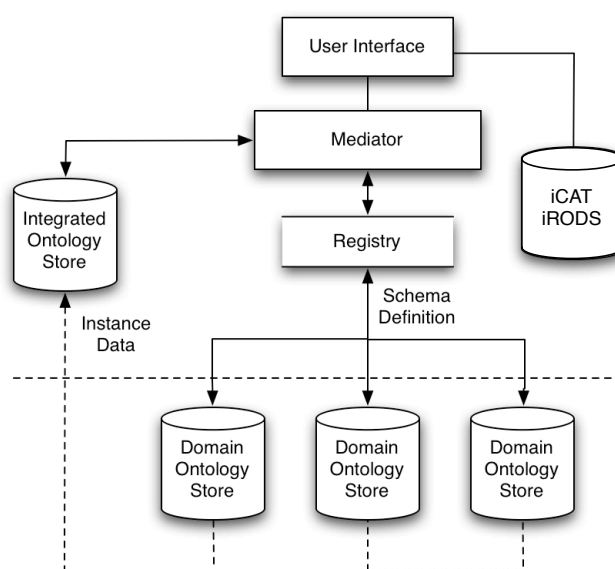 User Interface
Mediator
iCAT
iRODS
Integrated
Ontology
Store
Registry
Schema
Definition
Instance
Data
Domain
Ontology
Store
Domain
Ontology
Store
Domain
Ontology
Store